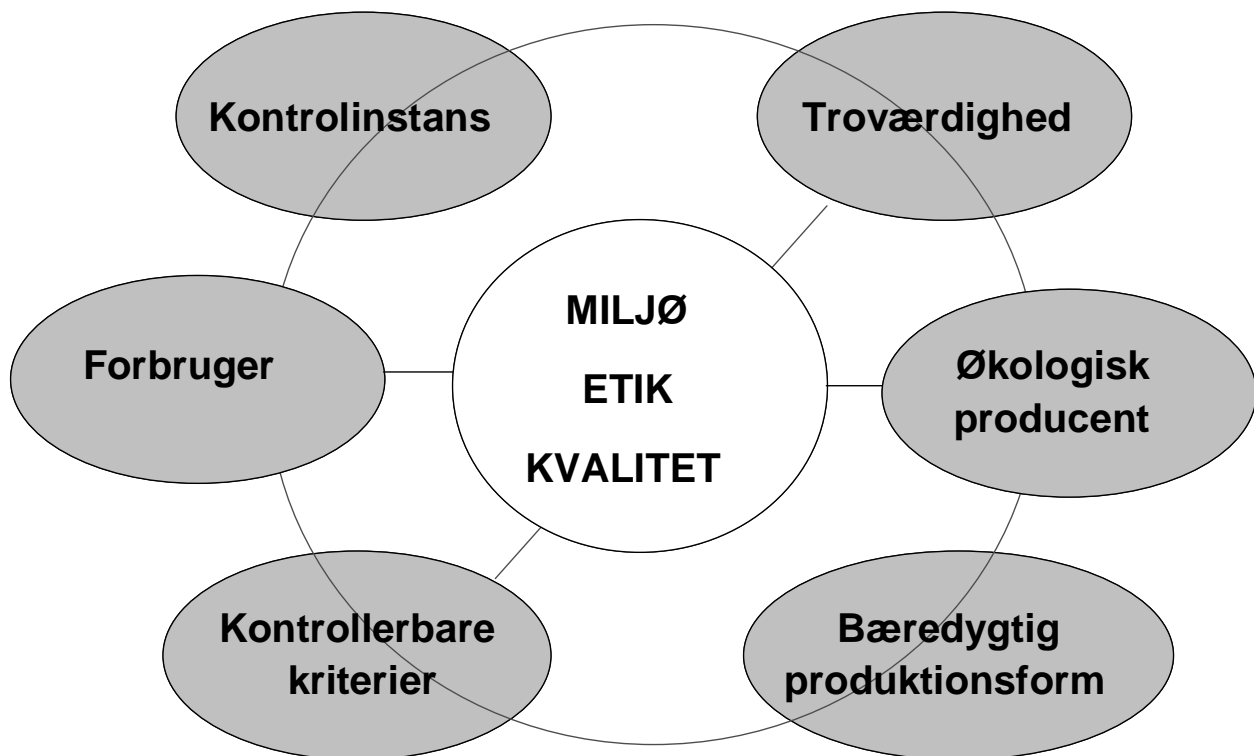 Kontrolinstans
Troværdighed
Forbruger
MILJØ
ETIK
KVALITET
Økologisk
producent
Kontrollerbare
kriterier
Bæredygtig
produktionsform